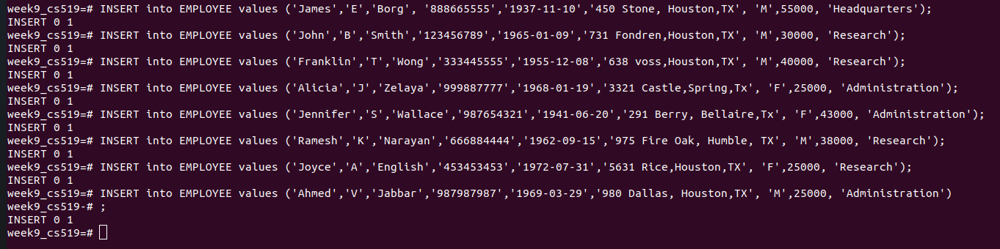 week9_cs519=# INSERT into EMPLOYEE values ('James','E','Borg', '888665555','1937-11-10','450 Stone, Houston,TX', 'M',55000, 'Headquarters');
INSERT 0 1
week9_cs519=# INSERT into EMPLOYEE values ('John','B','Smith','123456789','1965-01-09','731 Fondren,Houston,TX', 'M',30000, 'Research');
INSERT 0 1
week9_cs519=# INSERT into EMPLOYEE values ('Franklin','T','Wong','333445555','1955-12-08','638 voss,Houston,TX', 'M',40000, 'Research');
INSERT 0 1
week9_cs519=# INSERT into EMPLOYEE values ('Alicia','J','Zelaya','999887777','1968-01-19','3321 Castle,Spring,Tx', 'F',25000, 'Administration');
INSERT 0 1
week9_cs519=# INSERT into EMPLOYEE values ('Jennifer','S','Wallace','987654321','1941-06-20','291 Berry, Bellaire,Tx', 'F',43000, 'Administration');
INSERT 0 1
week9_cs519=# INSERT into EMPLOYEE values ('Ramesh','K','Narayan','666884444','1962-09-15','975 Fire Oak, Humble, TX', 'M',38000, 'Research');
INSERT 0 1
week9_cs519=# INSERT into EMPLOYEE values ('Joyce','A','English','453453453','1972-07-31','5631 Rice,Houston,TX', 'F',25000, 'Research');
INSERT 0 1
week9_cs519=# INSERT into EMPLOYEE values ('Ahmed','V','Jabbar','987987987','1969-03-29','980 Dallas, Houston,TX', 'M',25000, 'Administration')
week9_cs519-# ;
INSERT 0 1
week9_cs519=#